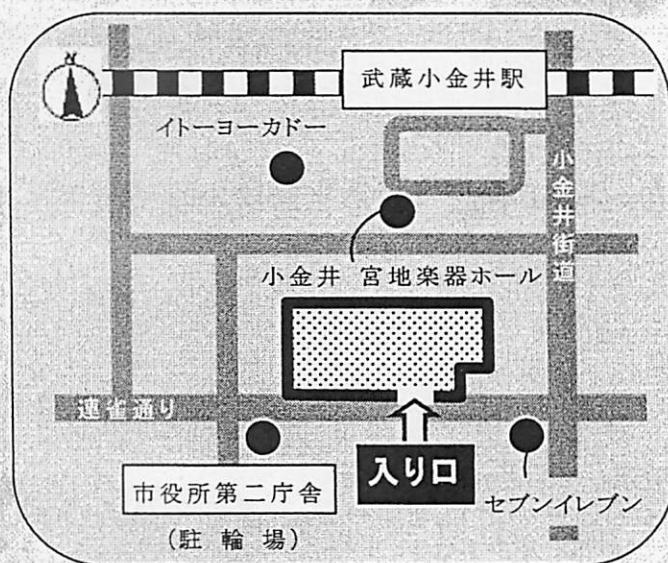 N
武蔵小金井駅
イトーヨーカドー
小金井街道
小金井 宮地楽器ホール
連雀通り
入り口
市役所第二庁舎
(駐輪場)
セブンイレブン